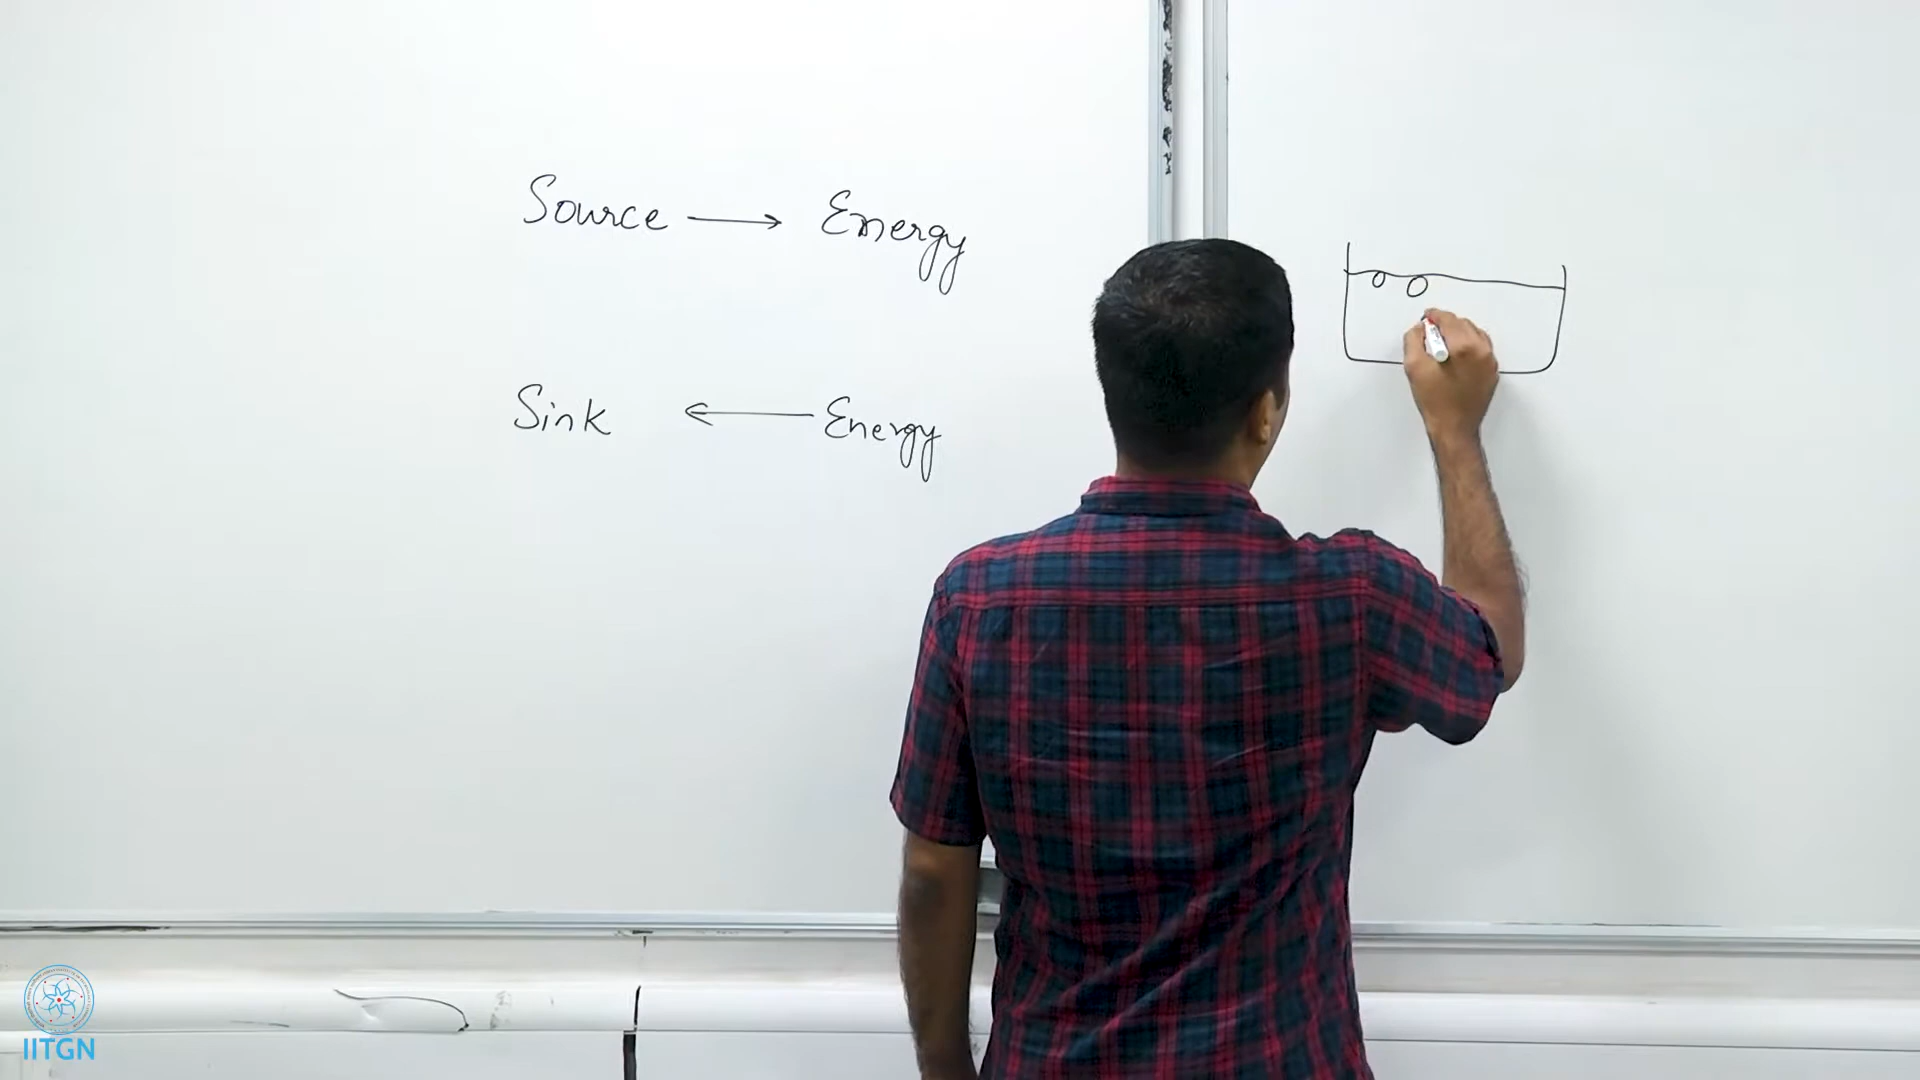 Source → Energy
Sink ← Energy
IITGN